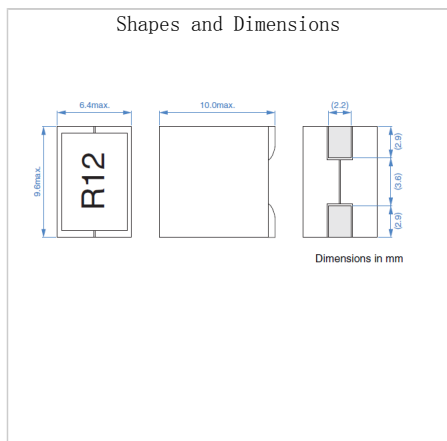 Shapes and Dimensions
6.4max.
10.0max.
(2.2)
9.6max.
R12
(2.9)
(3.6)
(2.9)
Dimensions in mm